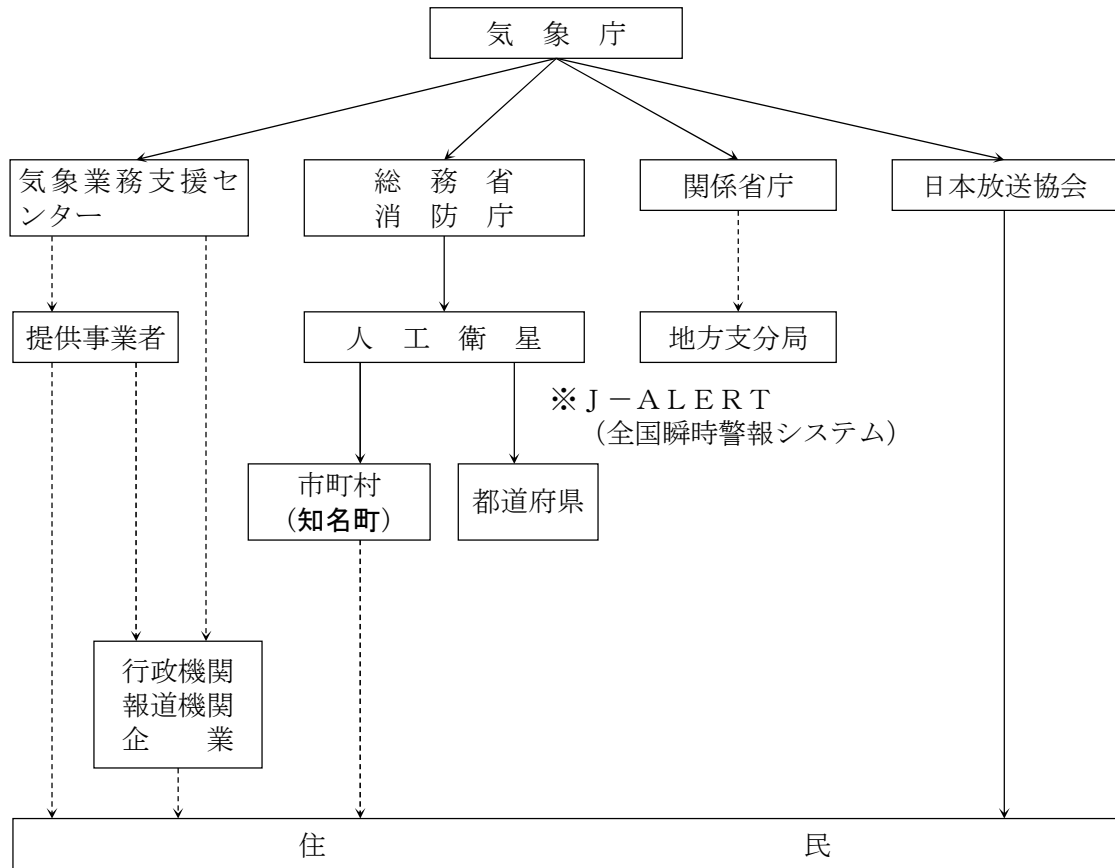 気象庁
気象業務支援セ
ンター
総務省
消防庁
関係省庁
日本放送協会
提供事業者
人工衛星
地方支分局
※J－ALERT
（全国瞬時警報システム）
市町村
（知名町）
都道府県
行政機関
報道機関
企業
住民